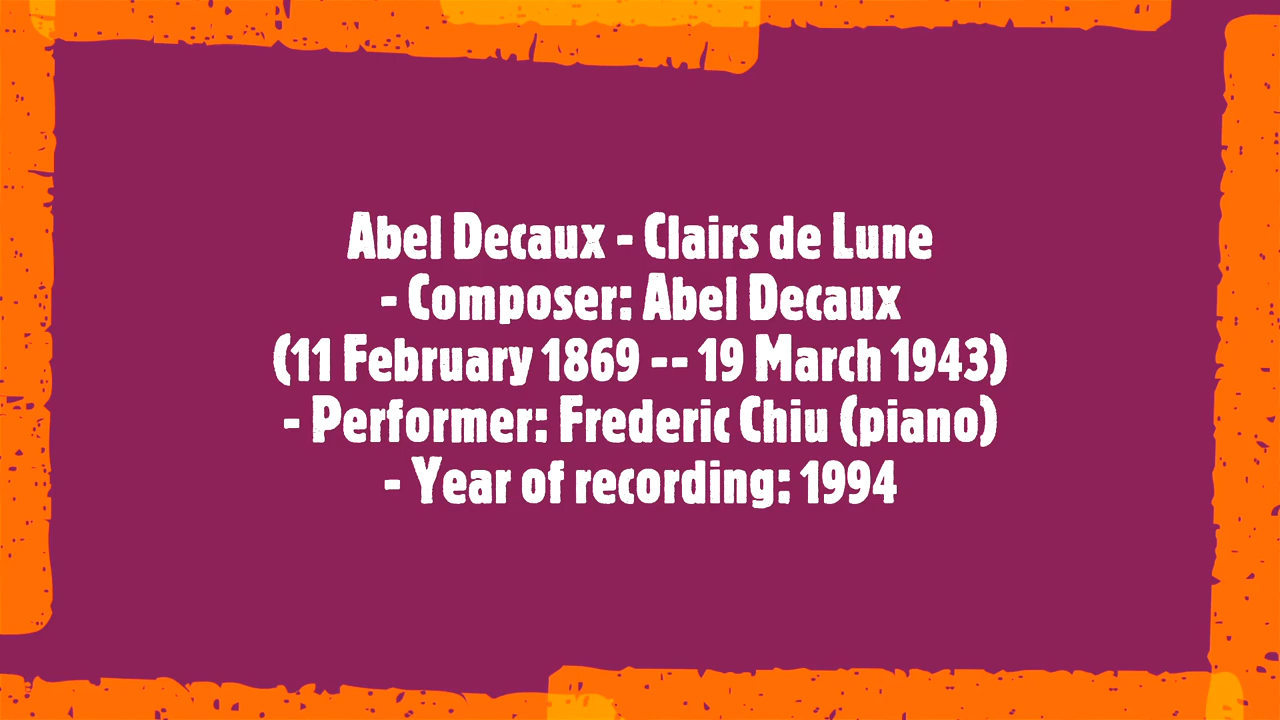 Abel Decaux - Clairs de Lune
- Composer: Abel Decaux
(11 February 1869 -- 19 March 1943)
- Performer: Frederic Chiu (piano)
- Year of recording: 1994